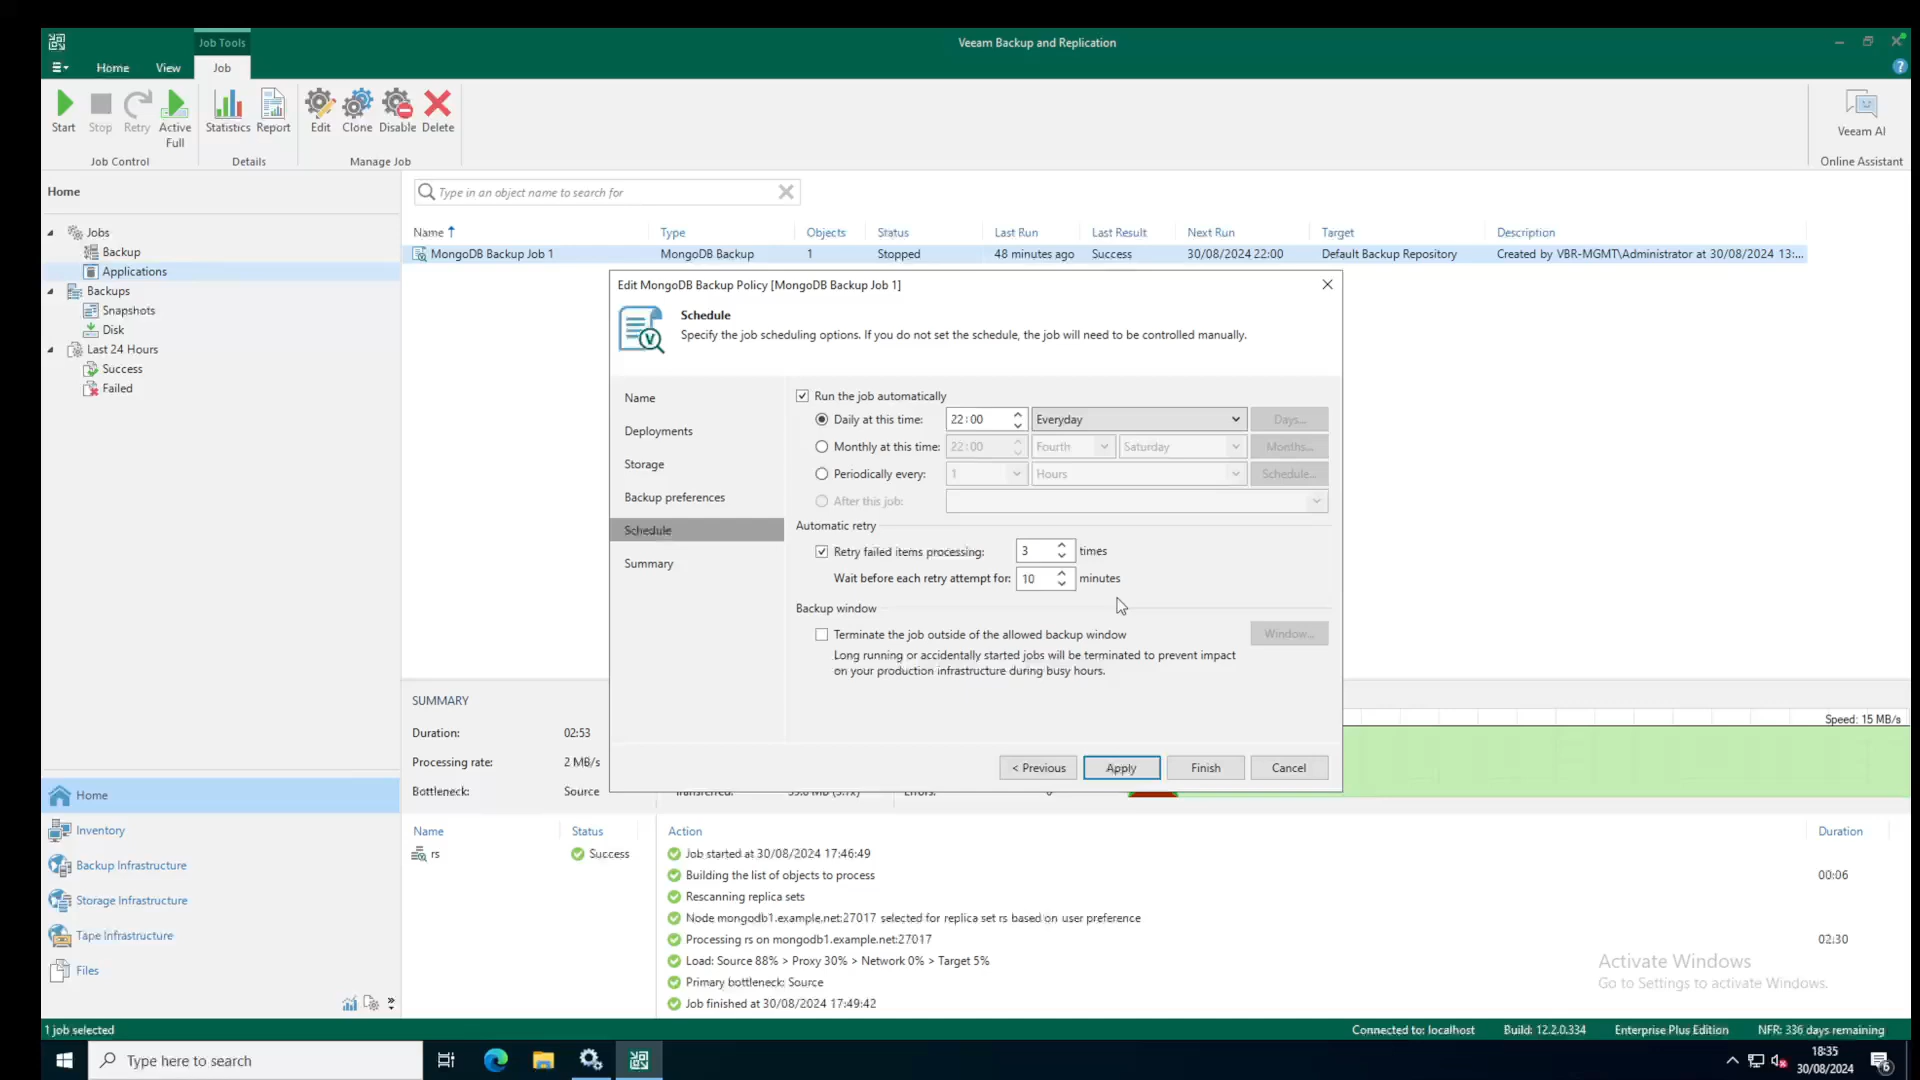 Job Tools
Veeam Backup and Replication
Home View Job
Start Stop Retry Active Full
Job Control
Statistics Report
Details
Edit Clone Disable Delete
Manage Job
Veeam AI
Online Assistant
Home
Type in an object name to search for
Jobs
Backup
Applications
Backups
Snapshots
Disk
Last 24 Hours
Success
Failed
Name Type Objects Status Last Run Last Result Next Run Target Description
MongoDB Backup Job 1 MongoDB Backup 1 Stopped 48 minutes ago Success 30/08/2024 22:00 Default Backup Repository Created by VBR-MGMT\Administrator at 30/08/2024 13:...
Edit MongoDB Backup Policy [MongoDB Backup Job 1]
Schedule
Specify the job scheduling options. If you do not set the schedule, the job will need to be controlled manually.
Name
Deployments
Storage
Backup preferences
Schedule
Summary
Run the job automatically
Daily at this time: 22:00 Everyday Days...
Monthly at this time: 22:00 Fourth Saturday Months...
Periodically every: 1 Hours Schedule...
After this job:
Automatic retry
Retry failed items processing: 3 times
Wait before each retry attempt for: 10 minutes
Backup window
Terminate the job outside of the allowed backup window Window...
Long running or accidentally started jobs will be terminated to prevent impact
on your production infrastructure during busy hours.
< Previous Apply Finish Cancel
SUMMARY
Duration: 02:53
Processing rate: 2 MB/s
Bottleneck: Source
Speed: 15 MB/s
Home
Inventory
Backup Infrastructure
Storage Infrastructure
Tape Infrastructure
Files
Name Status Action Duration
rs Success
Job started at 30/08/2024 17:46:49
Building the list of objects to process 00:06
Rescanning replica sets
Node mongodb1.example.net:27017 selected for replica set rs based on user preference
Processing rs on mongodb1.example.net:27017 02:30
Load: Source 88% > Proxy 30% > Network 0% > Target 5%
Primary bottleneck: Source
Job finished at 30/08/2024 17:49:42
Activate Windows
Go to Settings to activate Windows.
1 job selected
Connected to: localhost Build: 12.2.0.334 Enterprise Plus Edition NFR: 336 days remaining
Type here to search
18:35
30/08/2024
6